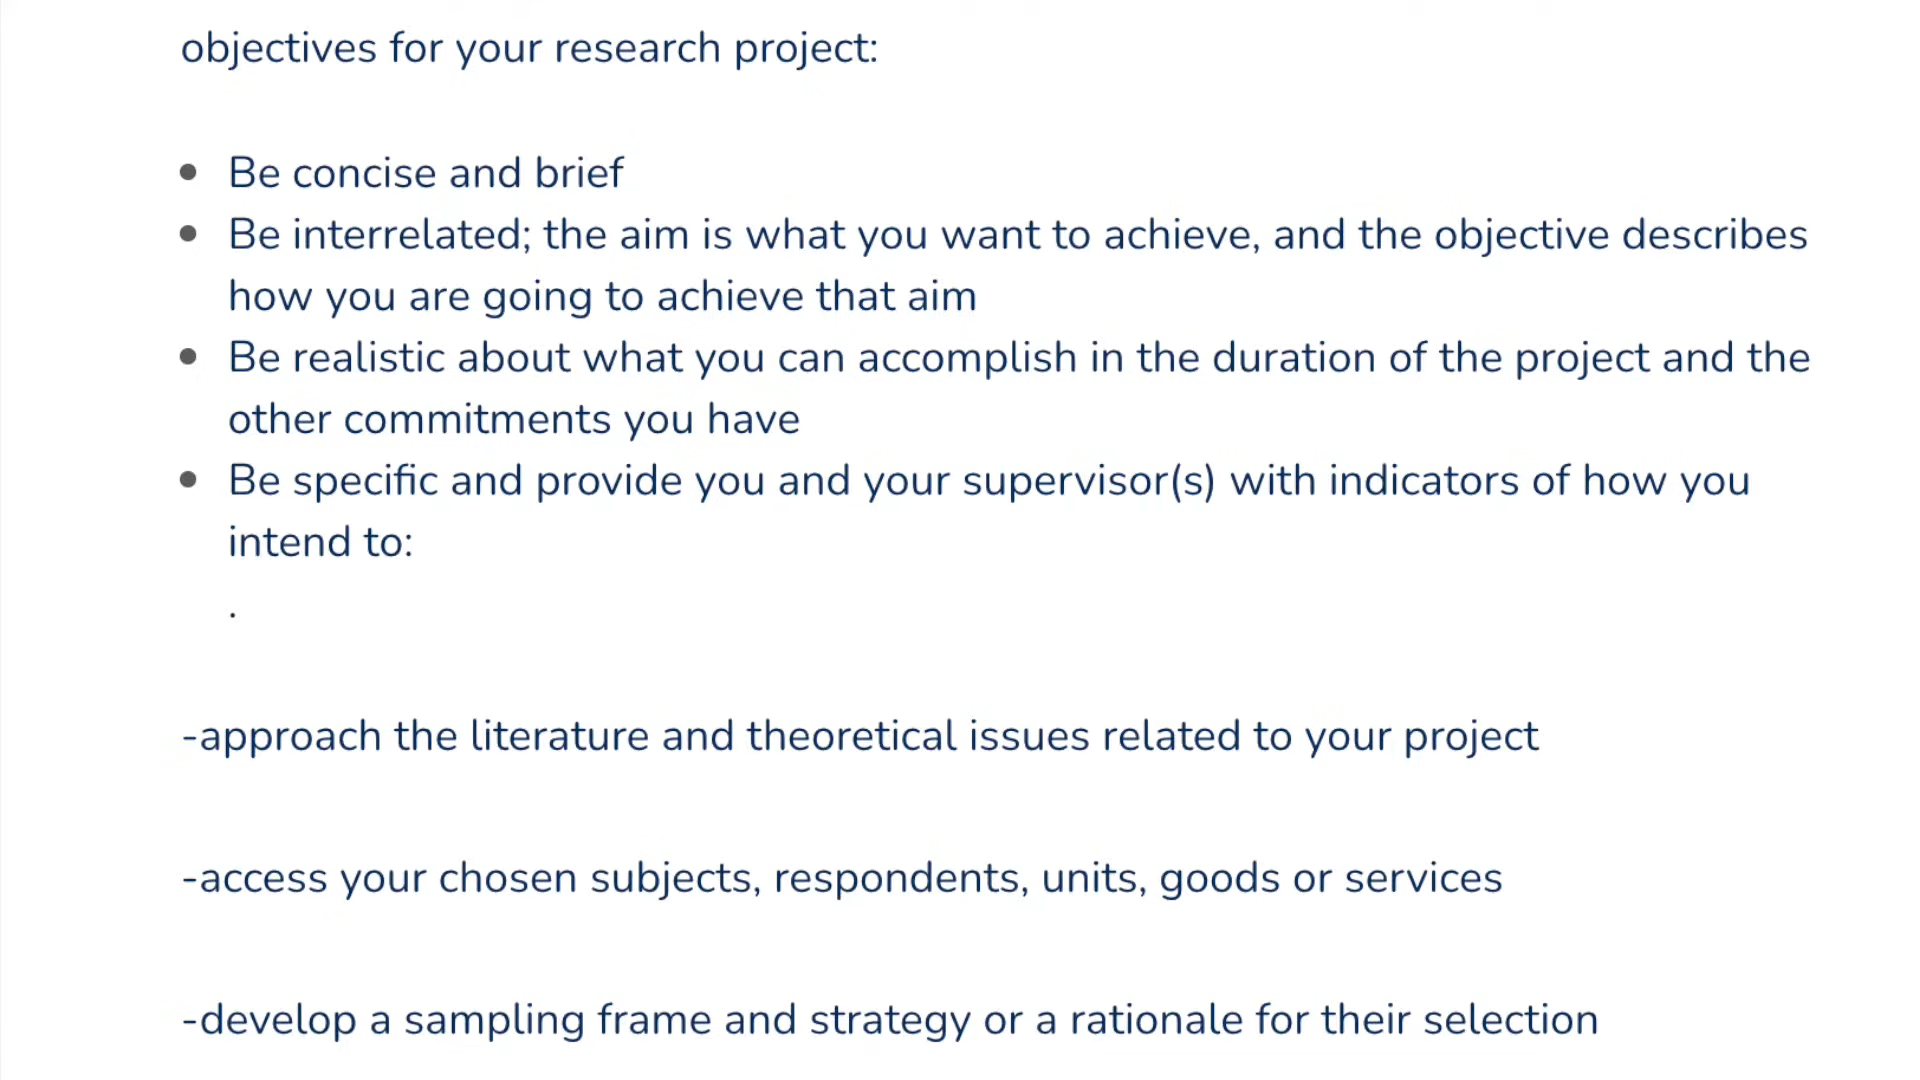 objectives for your research project:
• Be concise and brief
• Be interrelated; the aim is what you want to achieve, and the objective describes
how you are going to achieve that aim
• Be realistic about what you can accomplish in the duration of the project and the
other commitments you have
• Be specific and provide you and your supervisor(s) with indicators of how you
intend to:
.
-approach the literature and theoretical issues related to your project
-access your chosen subjects, respondents, units, goods or services
-develop a sampling frame and strategy or a rationale for their selection